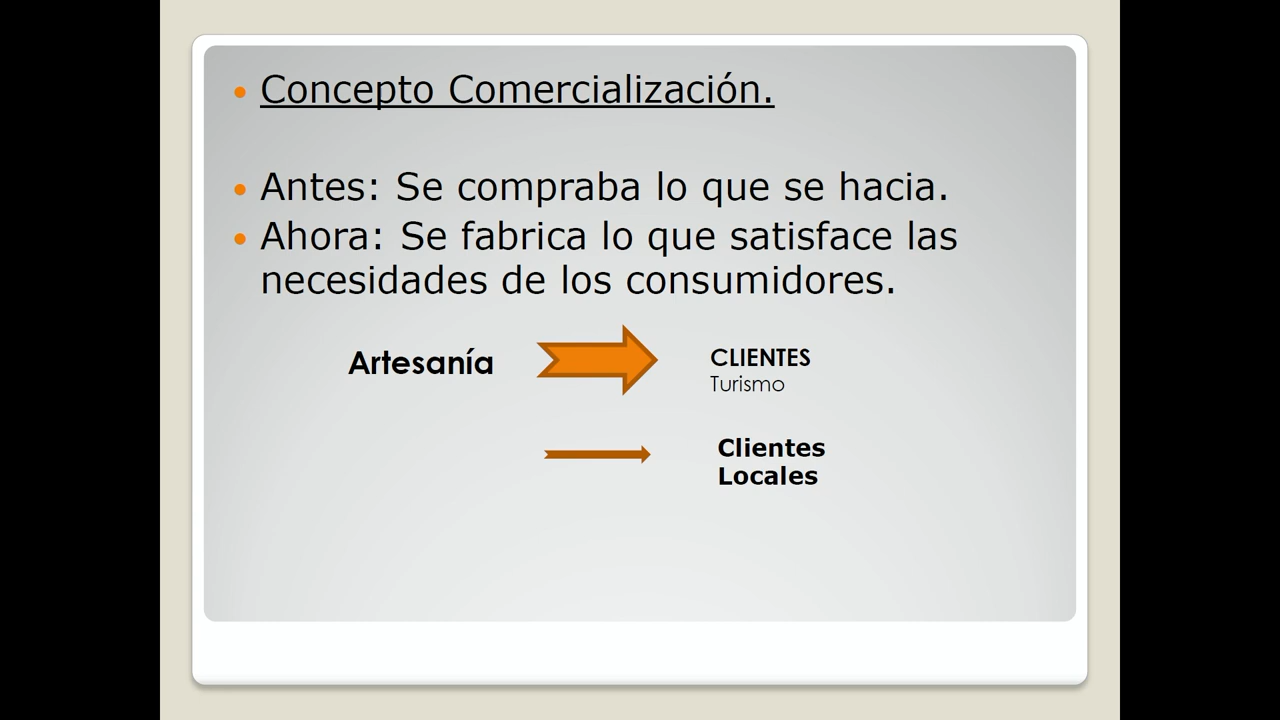 Concepto Comercialización.
Antes: Se compraba lo que se hacia.
Ahora: Se fabrica lo que satisface las
necesidades de los consumidores.
Artesanía
CLIENTES
Turismo
Clientes
Locales